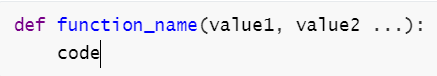 def function_name(value1, value2 ...):
    code